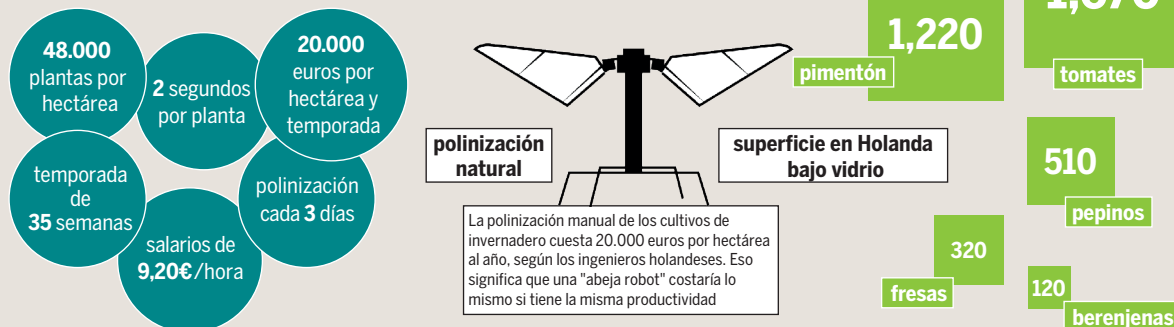 48.000
plantas por
hectárea
2 segundos
por planta
20.000
euros por
hectárea y
temporada
temporada
de
35 semanas
salarios de
9,20€/hora
polinización
cada 3 días
polinización
natural
superficie en Holanda
bajo vidrio
La polinización manual de los cultivos de
invernadero cuesta 20.000 euros por hectárea
al año, según los ingenieros holandeses. Eso
significa que una "abeja robot" costaría lo
mismo si tiene la misma productividad
1,220
pimentón
tomates
510
pepinos
320
fresas
120
berenjenas